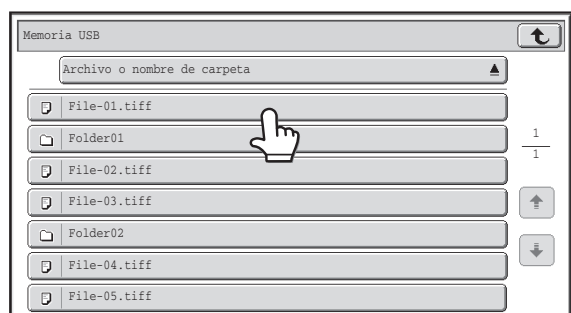 Memoria USB
Archivo o nombre de carpeta
File-01.tiff
Folder01
1
1
File-02.tiff
File-03.tiff
Folder02
File-04.tiff
File-05.tiff